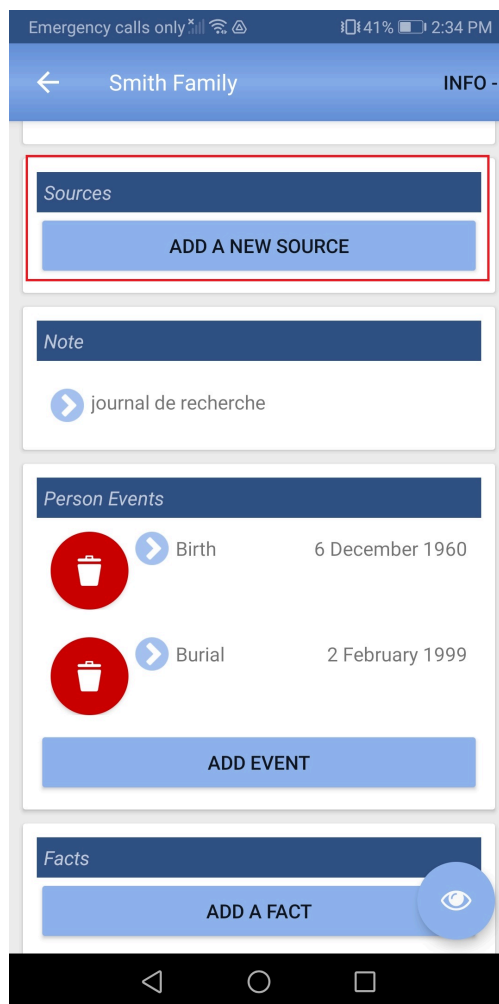 Emergency calls only 41% 2:34 PM
Smith Family INFO -
Sources
ADD A NEW SOURCE
Note
journal de recherche
Person Events
Birth 6 December 1960
Burial 2 February 1999
ADD EVENT
Facts
ADD A FACT